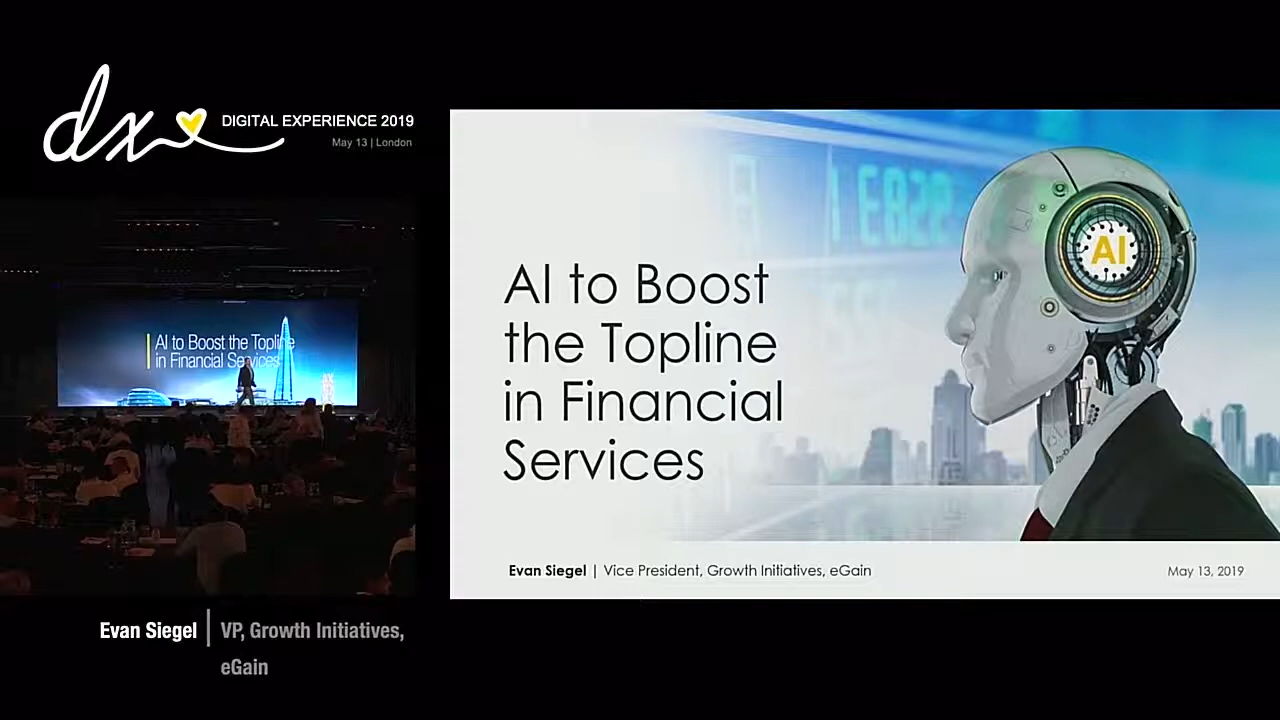 dx
DIGITAL EXPERIENCE 2019
May 13 | London
AI to Boost the Topline
in Financial Services
AI
AI to Boost
the Topline
in Financial
Services
Evan Siegel | Vice President, Growth Initiatives, eGain
May 13, 2019
Evan Siegel | VP, Growth Initiatives,
eGain